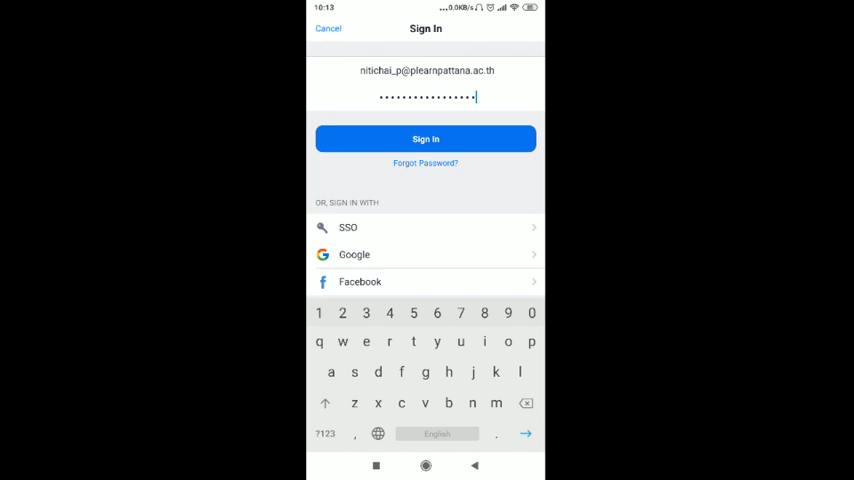 10:13 ...0.0KB/s
Cancel Sign In
nitichai_p@plearnpattana.ac.th
•••••••••••••••••
Sign In
Forgot Password?
OR, SIGN IN WITH
SSO
Google
Facebook
1 2 3 4 5 6 7 8 9 0
q w e r t y u i o p
a s d f g h j k l
z x c v b n m
?123 , English .